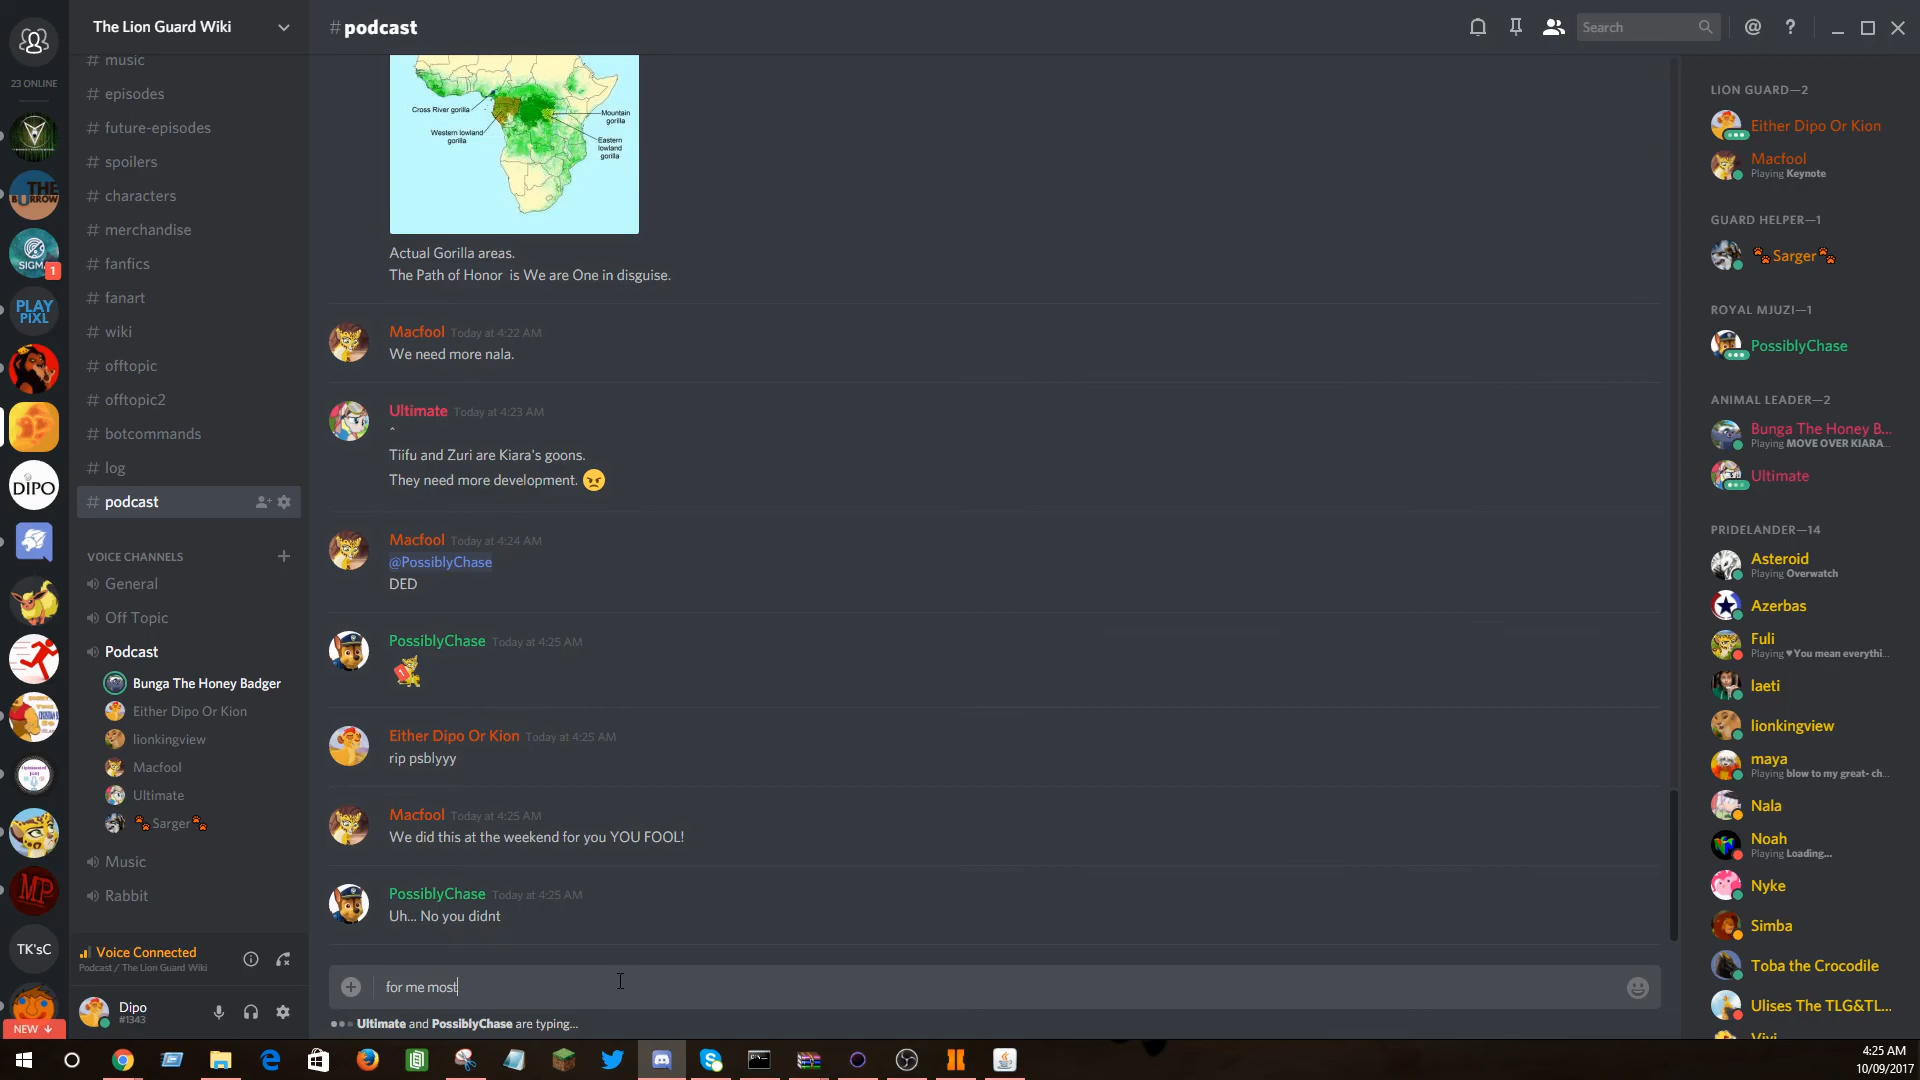 The Lion Guard Wiki
#podcast
Search
@
?
23 ONLINE
THE
BURROW
SIGMA
1
PLAY
PIXL
DIPO
MP
TK'sC
NEW
# music
# episodes
# future-episodes
# spoilers
# characters
# merchandise
# fanfics
# fanart
# wiki
# offtopic
# offtopic2
# botcommands
# log
# podcast
VOICE CHANNELS
General
Off Topic
Podcast
Bunga The Honey Badger
Either Dipo Or Kion
lionkingview
Macfool
Ultimate
🐾Sarger🐾
Music
Rabbit
Voice Connected
Podcast / The Lion Guard Wiki
Dipo
#1343
Cross River gorilla
Western lowland
gorilla
Mountain
gorilla
Eastern
lowland
gorilla
Actual Gorilla areas.
The Path of Honor is We are One in disguise.
Macfool Today at 4:22 AM
We need more nala.
Ultimate Today at 4:23 AM
^
Tiifu and Zuri are Kiara's goons.
They need more development. 😠
Macfool Today at 4:24 AM
@PossiblyChase
DED
PossiblyChase Today at 4:25 AM
Either Dipo Or Kion Today at 4:25 AM
rip psblyyy
Macfool Today at 4:25 AM
We did this at the weekend for you YOU FOOL!
PossiblyChase Today at 4:25 AM
Uh... No you didnt
for me most
Ultimate and PossiblyChase are typing...
LION GUARD—2
Either Dipo Or Kion
Macfool
Playing Keynote
GUARD HELPER—1
🐾Sarger🐾
ROYAL MJUZI—1
PossiblyChase
ANIMAL LEADER—2
Bunga The Honey B...
Playing MOVE OVER KIARA...
Ultimate
PRIDELANDER—14
Asteroid
Playing Overwatch
Azerbas
Fuli
Playing ♥You mean everythi...
laeti
lionkingview
maya
Playing blow to my great- ch...
Nala
Noah
Playing Loading...
Nyke
Simba
Toba the Crocodile
Ulises The TLG&TL...
Vivi
4:25 AM
10/09/2017